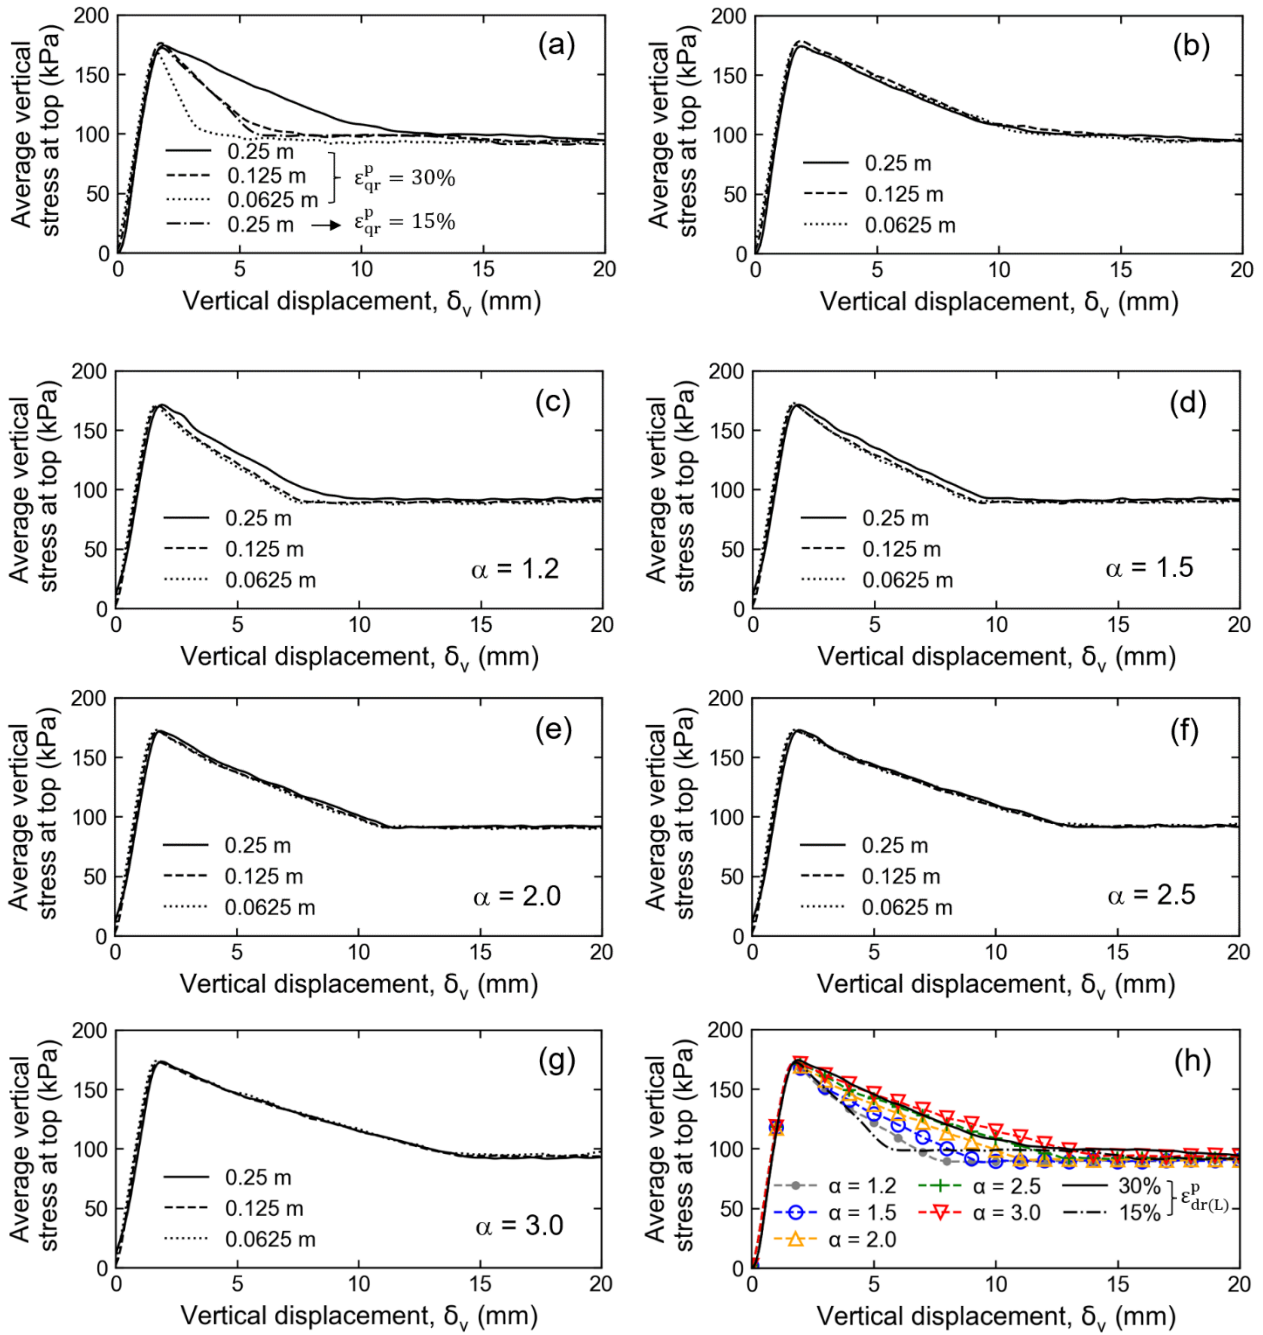 Average vertical
stress at top (kPa)
200
150
100
50
0
(a)
0.25 m
0.125 m
0.0625 m
ε^p_qr = 30%
0.25 m
ε^p_qr = 15%
0 5 10 15 20
Vertical displacement, δ_v (mm)
Average vertical
stress at top (kPa)
200
150
100
50
0
(b)
0.25 m
0.125 m
0.0625 m
0 5 10 15 20
Vertical displacement, δ_v (mm)
Average vertical
stress at top (kPa)
200
150
100
50
0
(c)
0.25 m
0.125 m
0.0625 m
α = 1.2
0 5 10 15 20
Vertical displacement, δ_v (mm)
Average vertical
stress at top (kPa)
200
150
100
50
0
(d)
0.25 m
0.125 m
0.0625 m
α = 1.5
0 5 10 15 20
Vertical displacement, δ_v (mm)
Average vertical
stress at top (kPa)
200
150
100
50
0
(e)
0.25 m
0.125 m
0.0625 m
α = 2.0
0 5 10 15 20
Vertical displacement, δ_v (mm)
Average vertical
stress at top (kPa)
200
150
100
50
0
(f)
0.25 m
0.125 m
0.0625 m
α = 2.5
0 5 10 15 20
Vertical displacement, δ_v (mm)
Average vertical
stress at top (kPa)
200
150
100
50
0
(g)
0.25 m
0.125 m
0.0625 m
α = 3.0
0 5 10 15 20
Vertical displacement, δ_v (mm)
Average vertical
stress at top (kPa)
200
150
100
50
0
(h)
α = 1.2 α = 2.5 30%
α = 1.5 α = 3.0 15%
α = 2.0
ε^p_dr(L)
0 5 10 15 20
Vertical displacement, δ_v (mm)